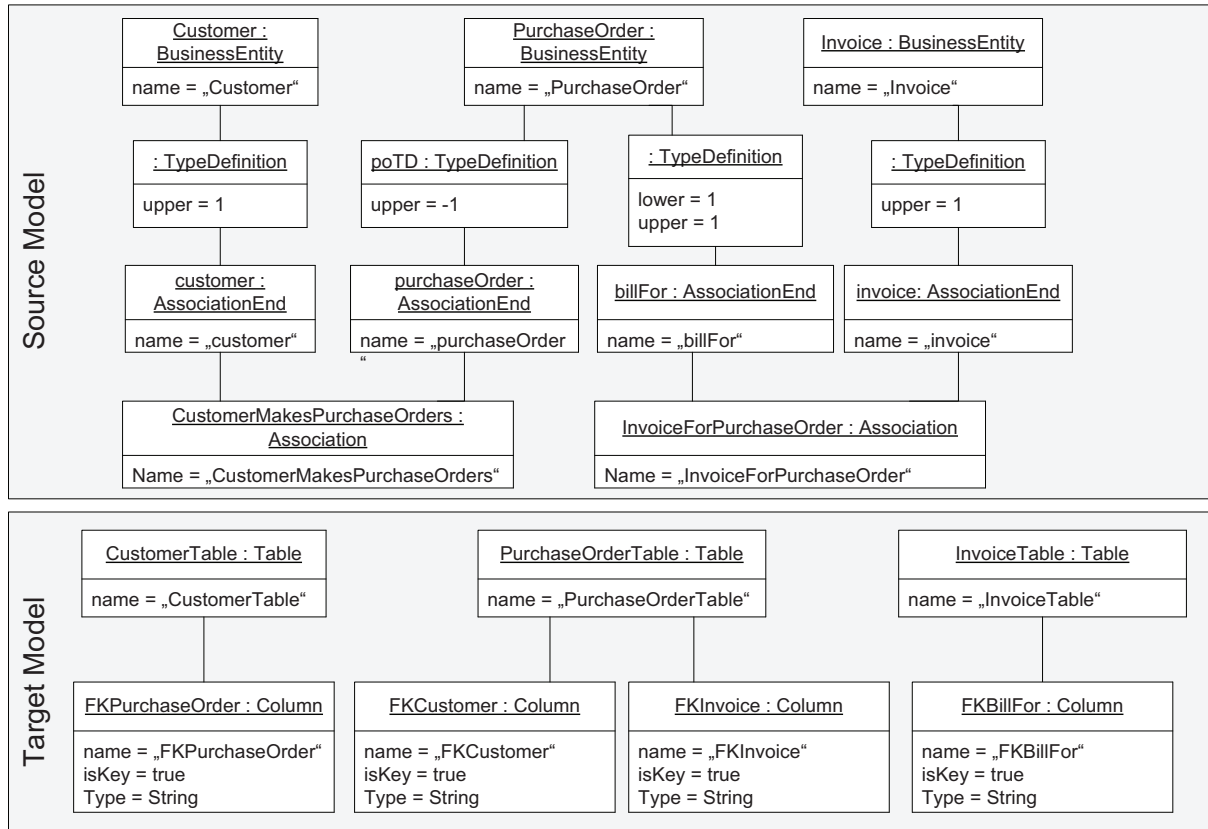 Source Model
Customer :
BusinessEntity
name = „Customer“
PurchaseOrder :
BusinessEntity
name = „PurchaseOrder“
Invoice : BusinessEntity
name = „Invoice“
: TypeDefinition
upper = 1
poTD : TypeDefinition
upper = -1
: TypeDefinition
lower = 1
upper = 1
: TypeDefinition
upper = 1
customer :
AssociationEnd
name = „customer“
purchaseOrder :
AssociationEnd
name = „purchaseOrder
“
billFor : AssociationEnd
name = „billFor“
invoice: AssociationEnd
name = „invoice“
CustomerMakesPurchaseOrders :
Association
Name = „CustomerMakesPurchaseOrders“
InvoiceForPurchaseOrder : Association
Name = „InvoiceForPurchaseOrder“
Target Model
CustomerTable : Table
name = „CustomerTable“
PurchaseOrderTable : Table
name = „PurchaseOrderTable“
InvoiceTable : Table
name = „InvoiceTable“
FKPurchaseOrder : Column
name = „FKPurchaseOrder“
isKey = true
Type = String
FKCustomer : Column
name = „FKCustomer“
isKey = true
Type = String
FKInvoice : Column
name = „FKInvoice“
isKey = true
Type = String
FKBillFor : Column
name = „FKBillFor“
isKey = true
Type = String